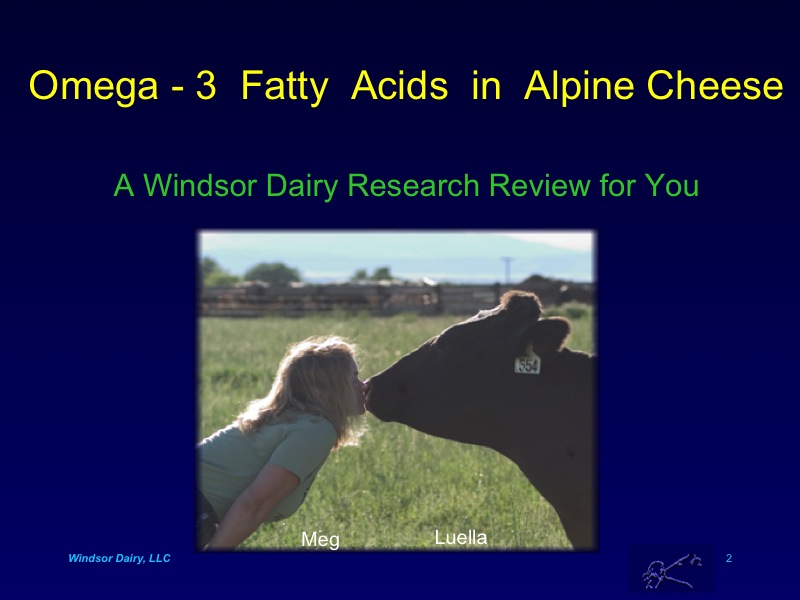 Omega - 3 Fatty Acids in Alpine Cheese
A Windsor Dairy Research Review for You
554
Meg
Luella
Windsor Dairy, LLC
2